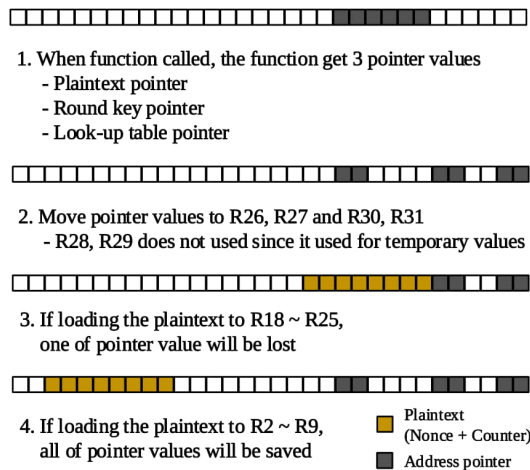 1. When function called, the function get 3 pointer values
- Plaintext pointer
- Round key pointer
- Look-up table pointer
2. Move pointer values to R26, R27 and R30, R31
- R28, R29 does not used since it used for temporary values
3. If loading the plaintext to R18 ~ R25,
one of pointer value will be lost
4. If loading the plaintext to R2 ~ R9,
all of pointer values will be saved
Plaintext
(Nonce + Counter)
Address pointer